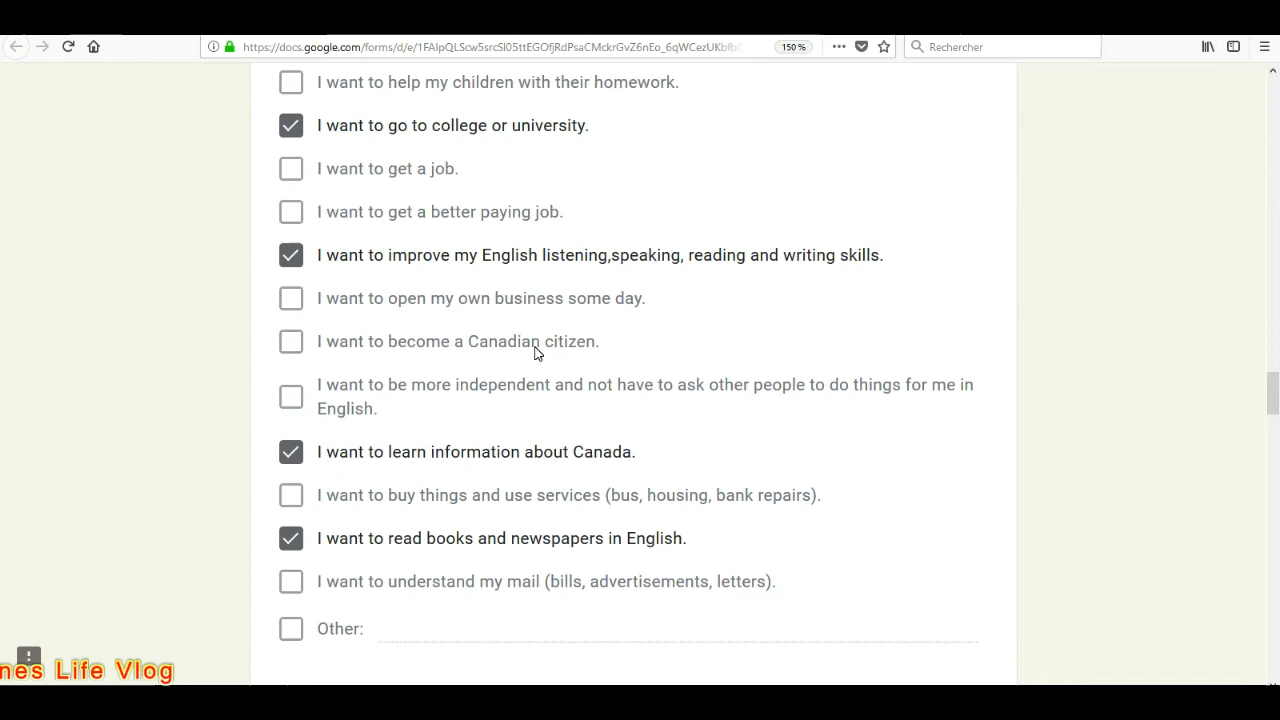 https://docs.google.com/forms/d/e/1FAIpQLScw5srcSl05ttEGOfjRdPsaCMckrGvZ6nEo_6qWCezUKbfbC
150 %
Rechercher
I want to help my children with their homework.
I want to go to college or university.
I want to get a job.
I want to get a better paying job.
I want to improve my English listening,speaking, reading and writing skills.
I want to open my own business some day.
I want to become a Canadian citizen.
I want to be more independent and not have to ask other people to do things for me in
English.
I want to learn information about Canada.
I want to buy things and use services (bus, housing, bank repairs).
I want to read books and newspapers in English.
I want to understand my mail (bills, advertisements, letters).
Other:
nes Life Vlog